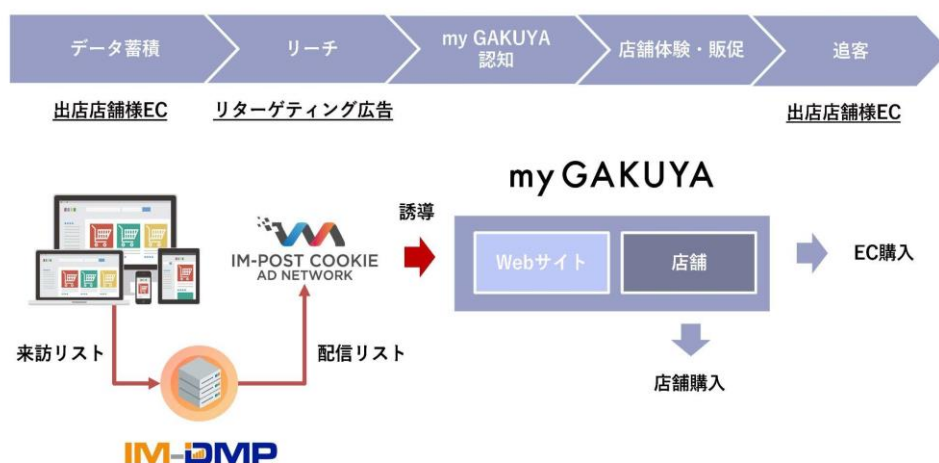 データ蓄積
リーチ
my GAKUYA
認知
店舗体験・販促
追客
出店店舗様EC
リターゲティング広告
出店店舗様EC
my GAKUYA
誘導
IM-POST COOKIE
AD NETWORK
Webサイト
店舗
EC購入
来訪リスト
配信リスト
店舗購入
IM-DMP